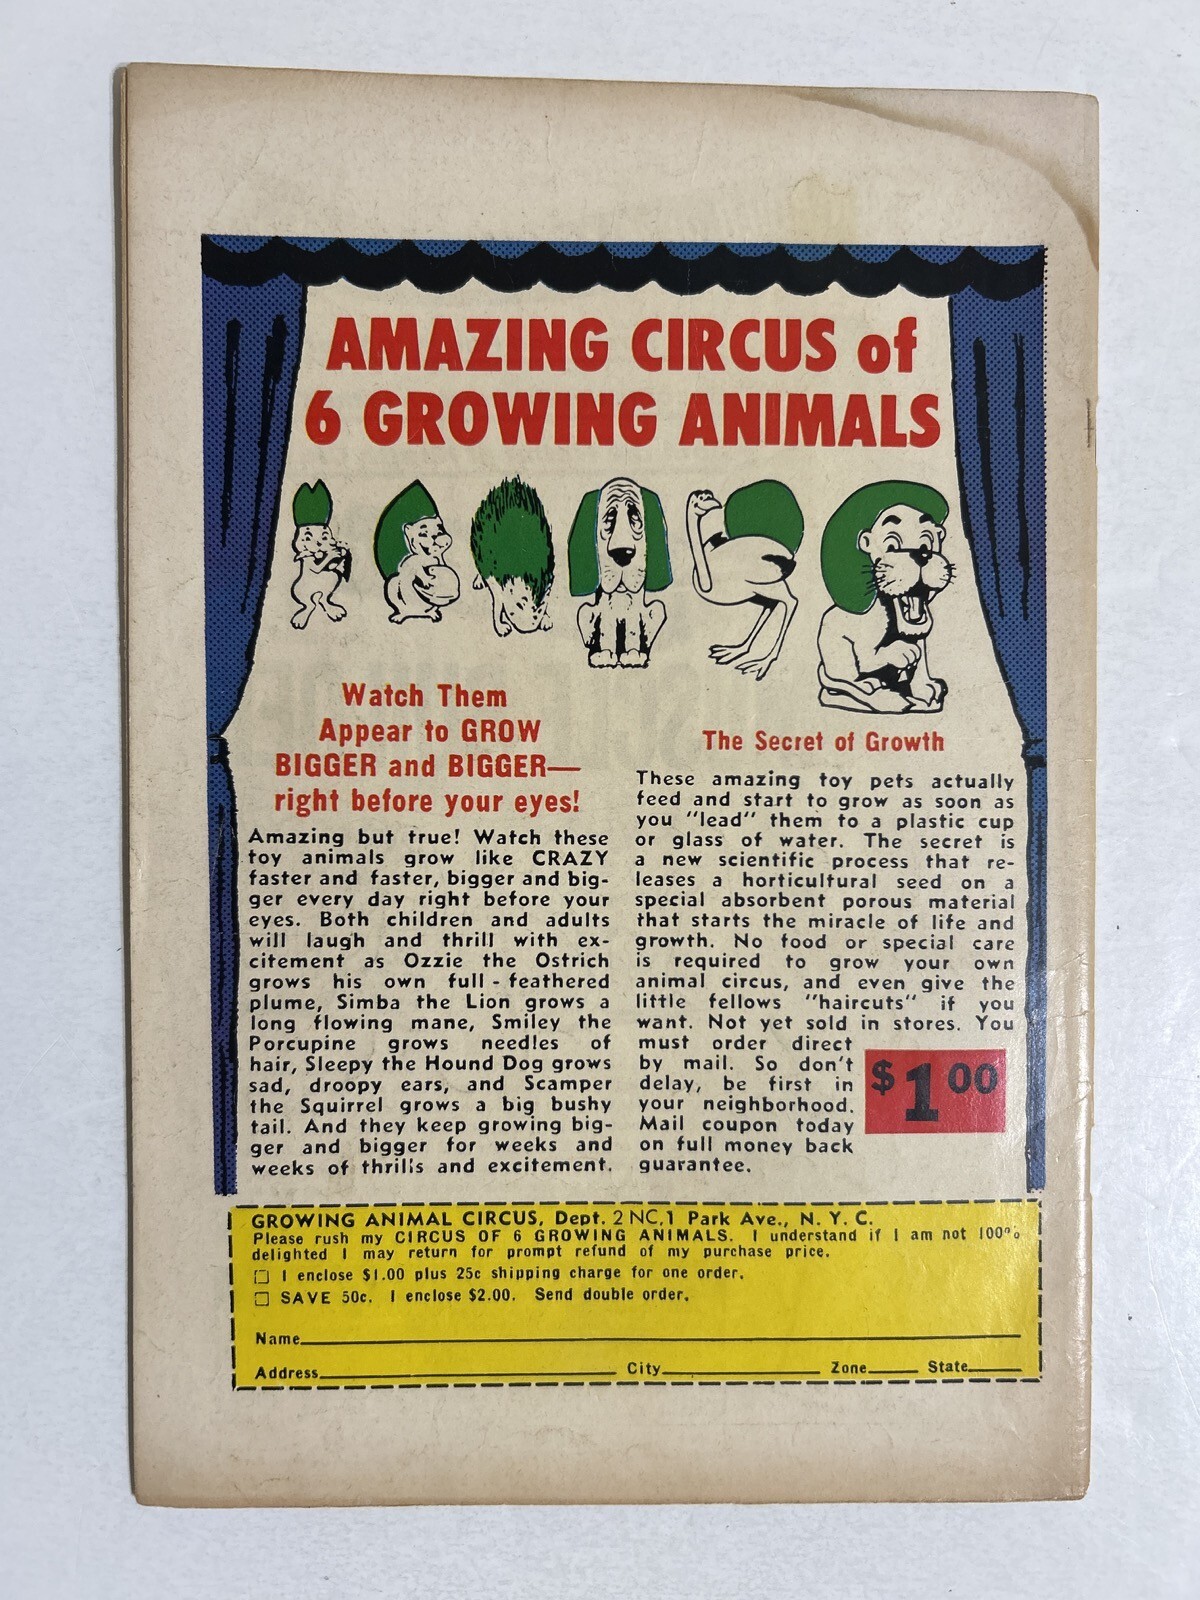 AMAZING CIRCUS of
6 GROWING ANIMALS
Watch Them
Appear to GROW
BIGGER and BIGGER—
right before your eyes!
Amazing but true! Watch these
toy animals grow like CRAZY
faster and faster, bigger and big-
ger every day right before your
eyes. Both children and adults
will laugh and thrill with ex-
citement as Ozzie the Ostrich
grows his own full - feathered
plume, Simba the Lion grows a
long flowing mane, Smiley the
Porcupine grows needles of
hair, Sleepy the Hound Dog grows
sad, droopy ears, and Scamper
the Squirrel grows a big bushy
tail. And they keep growing big-
ger and bigger for weeks and
weeks of thrills and excitement.
The Secret of Growth
These amazing toy pets actually
feed and start to grow as soon as
you "lead" them to a plastic cup
or glass of water. The secret is
a new scientific process that re-
leases a horticultural seed on a
special absorbent porous material
that starts the miracle of life and
growth. No food or special care
is required to grow your own
animal circus, and even give the
little fellows "haircuts" if you
want. Not yet sold in stores. You
must order direct
by mail. So don't
delay, be first in
your neighborhood.
Mail coupon today
on full money back
guarantee.
$1 00
GROWING ANIMAL CIRCUS, Dept. 2 NC,1 Park Ave., N. Y. C.
Please rush my CIRCUS OF 6 GROWING ANIMALS. I understand if I am not 100%
delighted I may return for prompt refund of my purchase price.
☐ I enclose $1.00 plus 25c shipping charge for one order.
☐ SAVE 50c. I enclose $2.00. Send double order.
Name
Address City Zone State